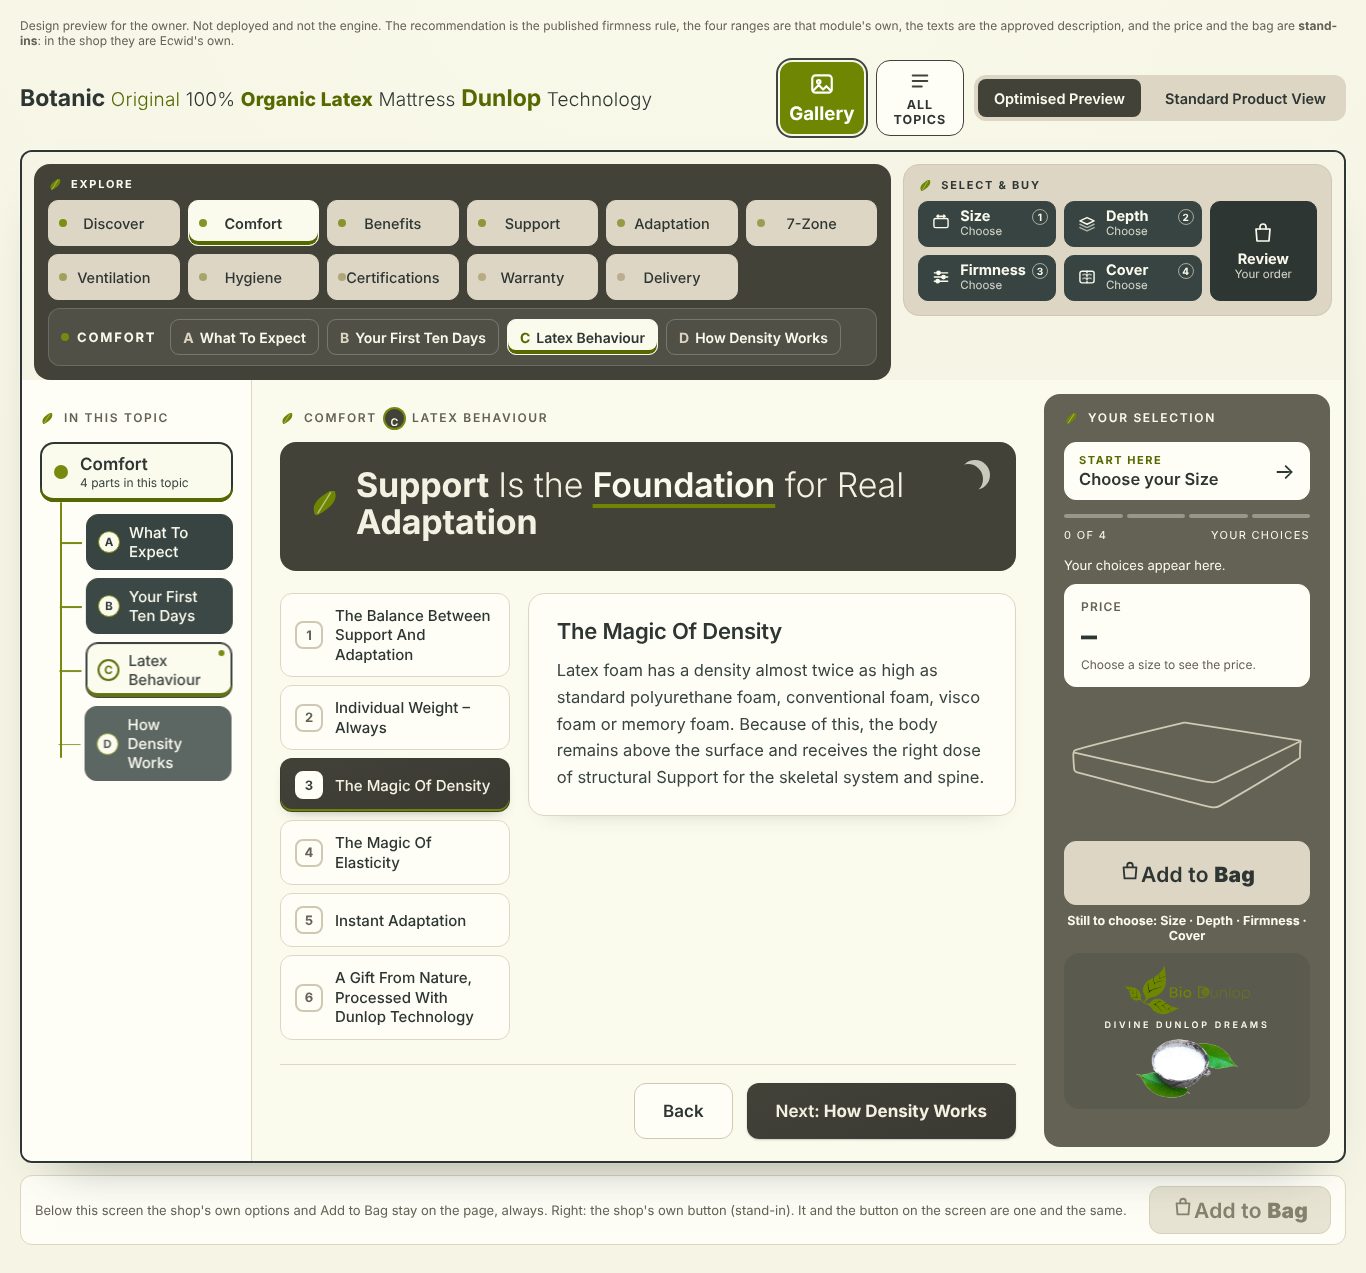 Design preview for the owner. Not deployed and not the engine. The recommendation is the published firmness rule, the four ranges are that module's own, the texts are the approved description, and the price and the bag are stand-
ins: in the shop they are Ecwid's own.
Botanic Original 100% Organic Latex Mattress Dunlop Technology
Gallery
ALL
TOPICS
Optimised Preview
Standard Product View
EXPLORE
Discover
Comfort
Benefits
Support
Adaptation
7-Zone
Ventilation
Hygiene
Certifications
Warranty
Delivery
COMFORT
A What To Expect
B Your First Ten Days
C Latex Behaviour
D How Density Works
SELECT & BUY
Size 1
Choose
Depth 2
Choose
Firmness 3
Choose
Cover 4
Choose
Review
Your order
IN THIS TOPIC
Comfort
4 parts in this topic
A What To
Expect
B Your First
Ten Days
C Latex
Behaviour
D How
Density
Works
COMFORT C LATEX BEHAVIOUR
Support Is the Foundation for Real
Adaptation
1 The Balance Between
Support And
Adaptation
2 Individual Weight –
Always
3 The Magic Of Density
4 The Magic Of
Elasticity
5 Instant Adaptation
6 A Gift From Nature,
Processed With
Dunlop Technology
The Magic Of Density
Latex foam has a density almost twice as high as
standard polyurethane foam, conventional foam, visco
foam or memory foam. Because of this, the body
remains above the surface and receives the right dose
of structural Support for the skeletal system and spine.
Back
Next: How Density Works
YOUR SELECTION
START HERE
Choose your Size
0 OF 4
YOUR CHOICES
Your choices appear here.
PRICE
–
Choose a size to see the price.
Add to Bag
Still to choose: Size · Depth · Firmness ·
Cover
Bio Dunlop
DIVINE DUNLOP DREAMS
Below this screen the shop's own options and Add to Bag stay on the page, always. Right: the shop's own button (stand-in). It and the button on the screen are one and the same.
Add to Bag